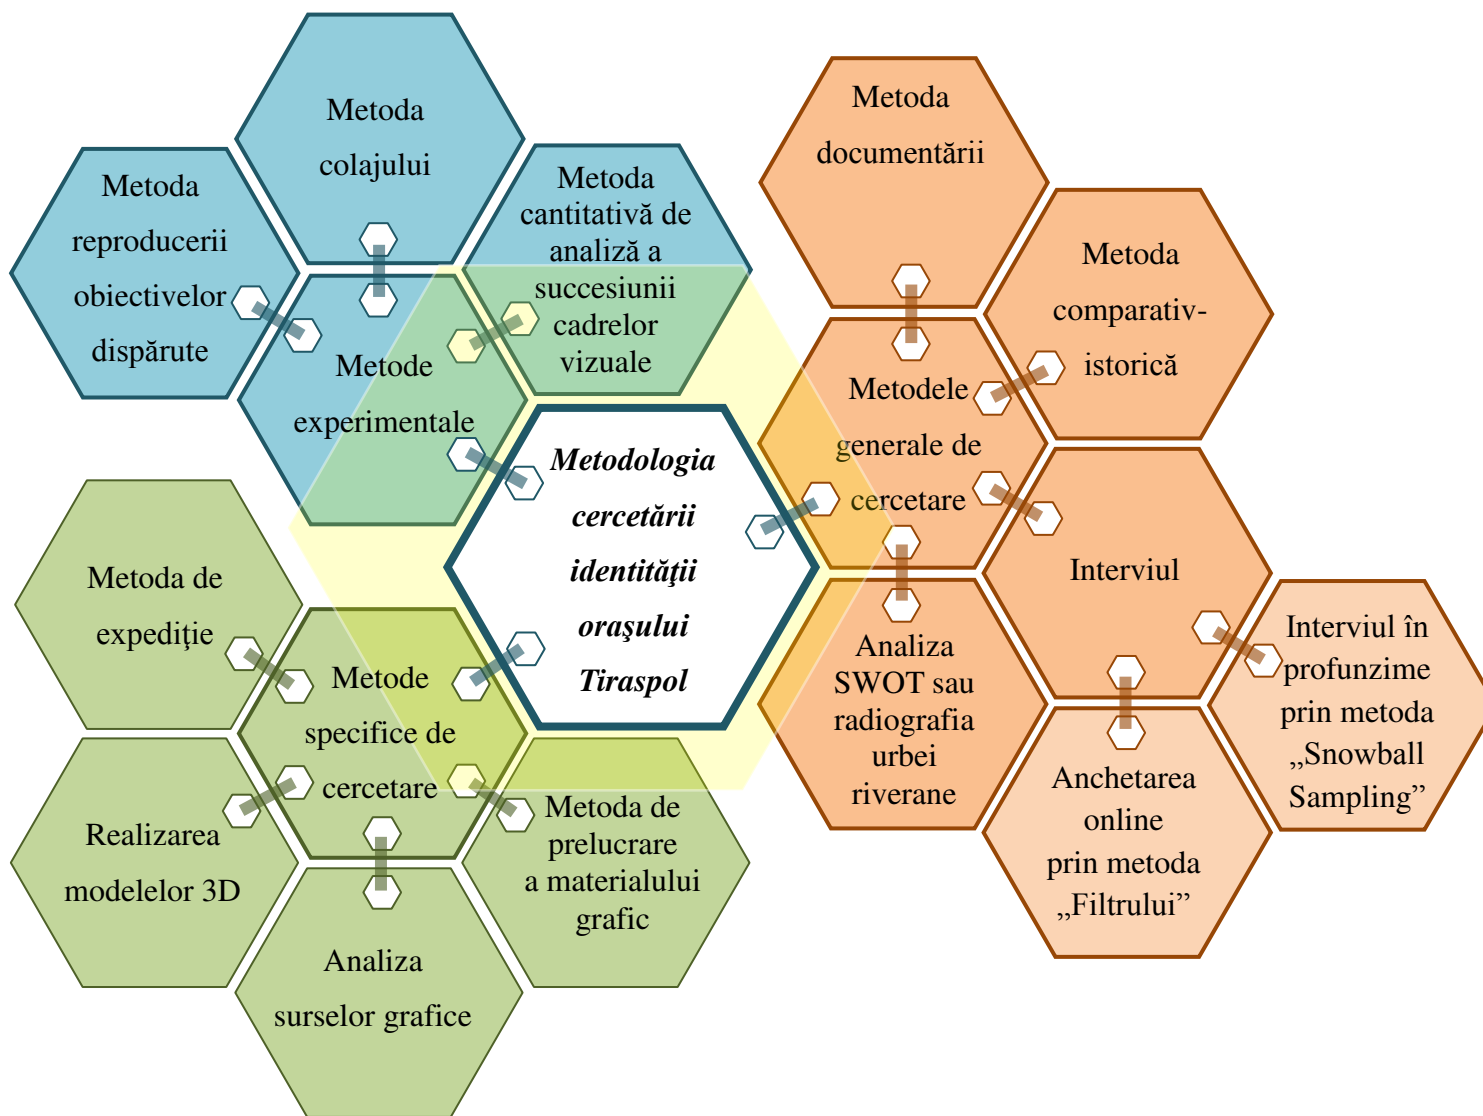 Metoda
colajului
Metoda
reproducerii
obiectivelor
dispărute
Metoda
cantitativă de
analiză a
succesiunii
cadrelor
vizuale
Metode
experimentale
Metodologia
cercetării
identităţii
oraşului
Tiraspol
Metoda
documentării
Metoda
comparativ-
istorică
Metodele
generale de
cercetare
Interviul
Analiza
SWOT sau
radiografia
urbei
riverane
Interviul în
profunzime
prin metoda
„Snowball
Sampling”
Anchetarea
online
prin metoda
„Filtrului”
Metoda de
expediţie
Metode
specifice de
cercetare
Realizarea
modelelor 3D
Metoda de
prelucrare
a materialului
grafic
Analiza
surselor grafice